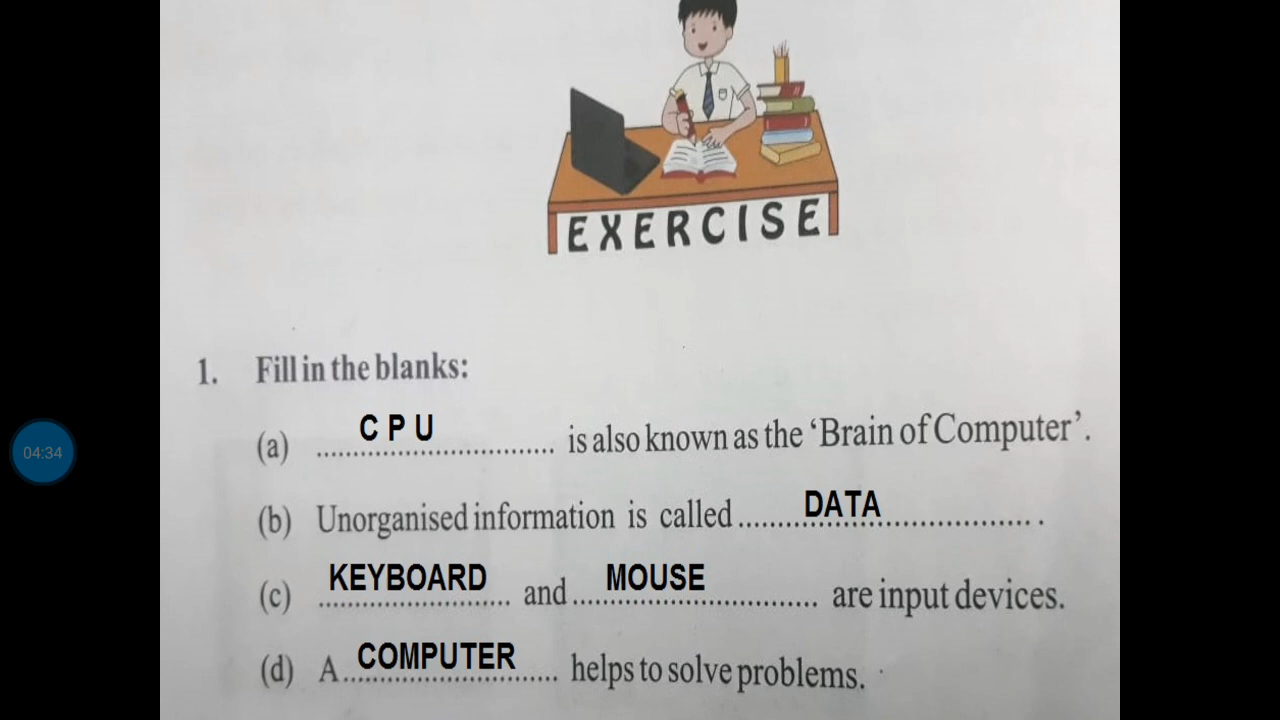 EXERCISE
1. Fill in the blanks:
(a) C P U .................................. is also known as the ‘Brain of Computer’.
(b) Unorganised information is called DATA .......................................... .
(c) KEYBOARD ........................... and MOUSE ................................... are input devices.
(d) A COMPUTER ............................... helps to solve problems.
04:34